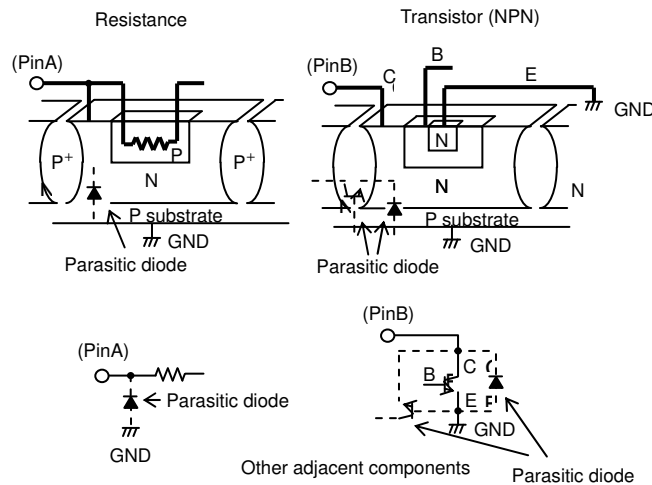 Resistance
Transistor (NPN)
(PinA)
(PinB)
C
B
E
GND
P+
P
P+
N
P substrate
GND
Parasitic diode
N
N
N
P substrate
GND
Parasitic diode
(PinA)
Parasitic diode
GND
(PinB)
C
B
E
GND
Other adjacent components
Parasitic diode